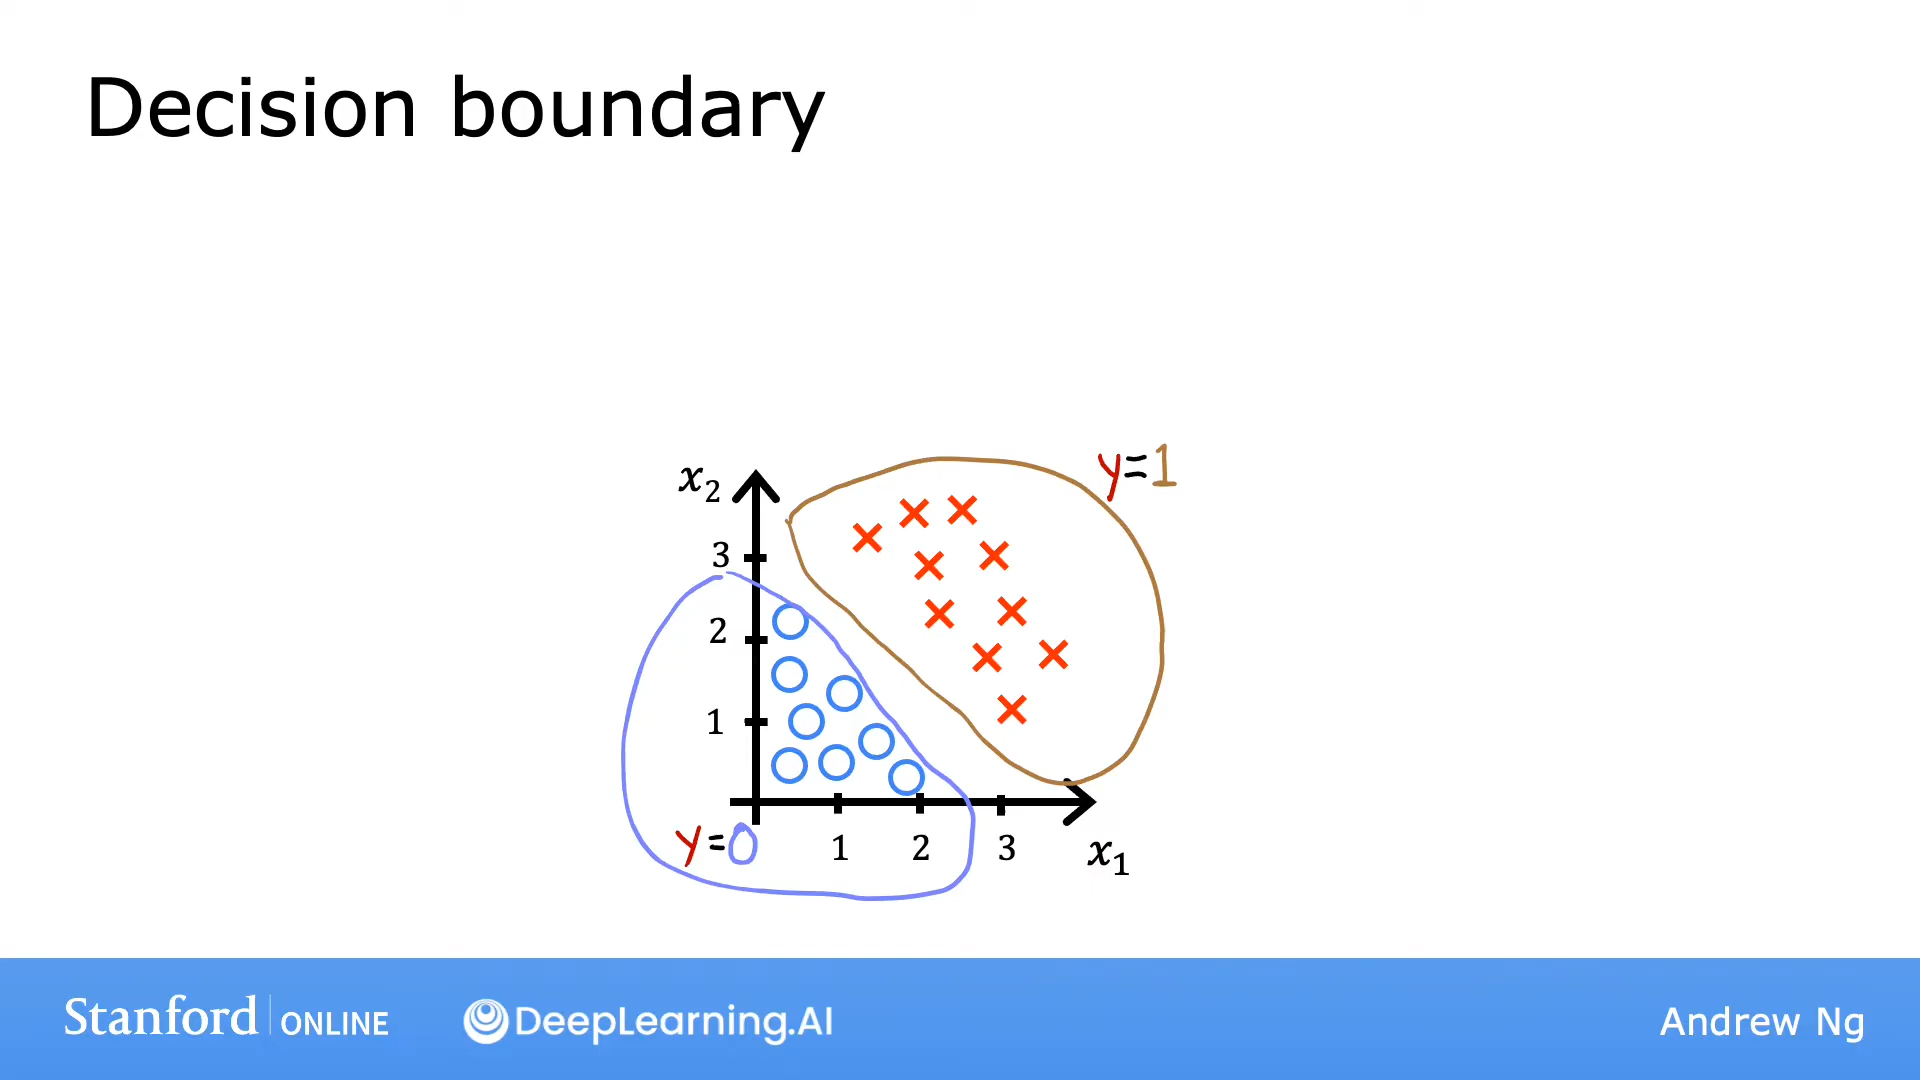 Decision boundary
y=1
x2
3
2
1
y=0
1 2 3
x1
Stanford | ONLINE DeepLearning.AI Andrew Ng